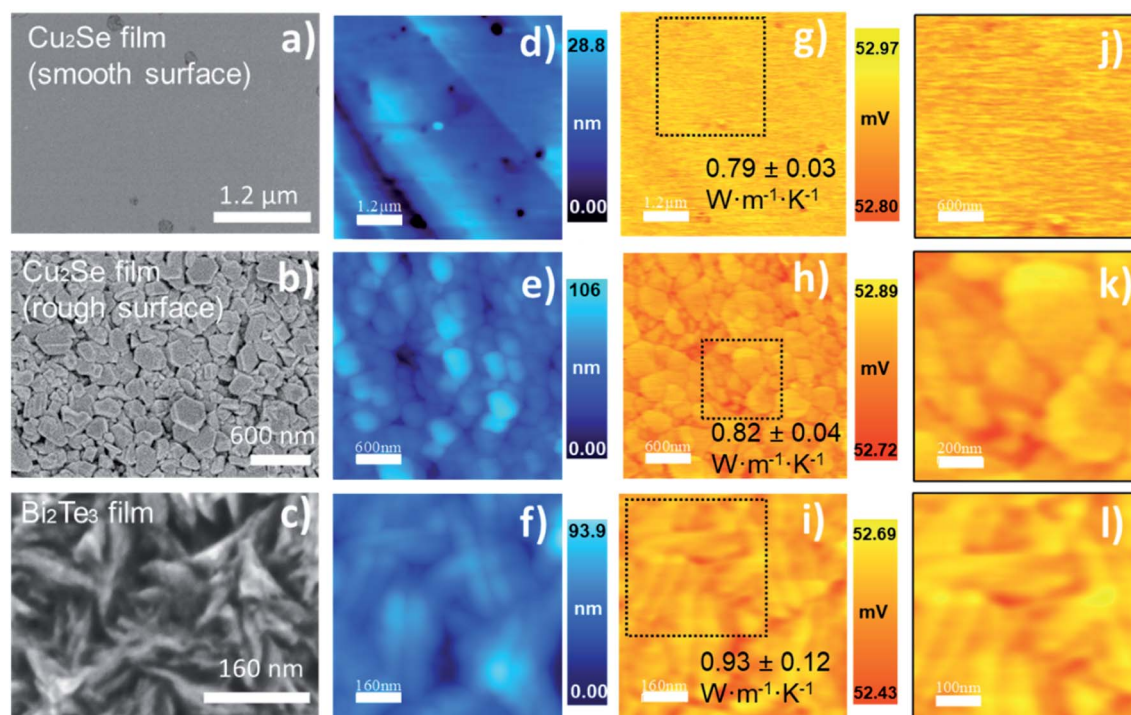 Cu₂Se film
(smooth surface)
a)
1.2 µm
d)
1.2µm
28.8
nm
0.00
g)
0.79 ± 0.03
W·m⁻¹·K⁻¹
1.2µm
52.97
mV
52.80
j)
600nm
Cu₂Se film
(rough surface)
b)
600 nm
e)
600nm
106
nm
0.00
h)
0.82 ± 0.04
W·m⁻¹·K⁻¹
600nm
52.89
mV
52.72
k)
200nm
Bi₂Te₃ film
c)
160 nm
f)
160nm
93.9
nm
0.00
i)
0.93 ± 0.12
W·m⁻¹·K⁻¹
160nm
52.69
mV
52.43
l)
100nm